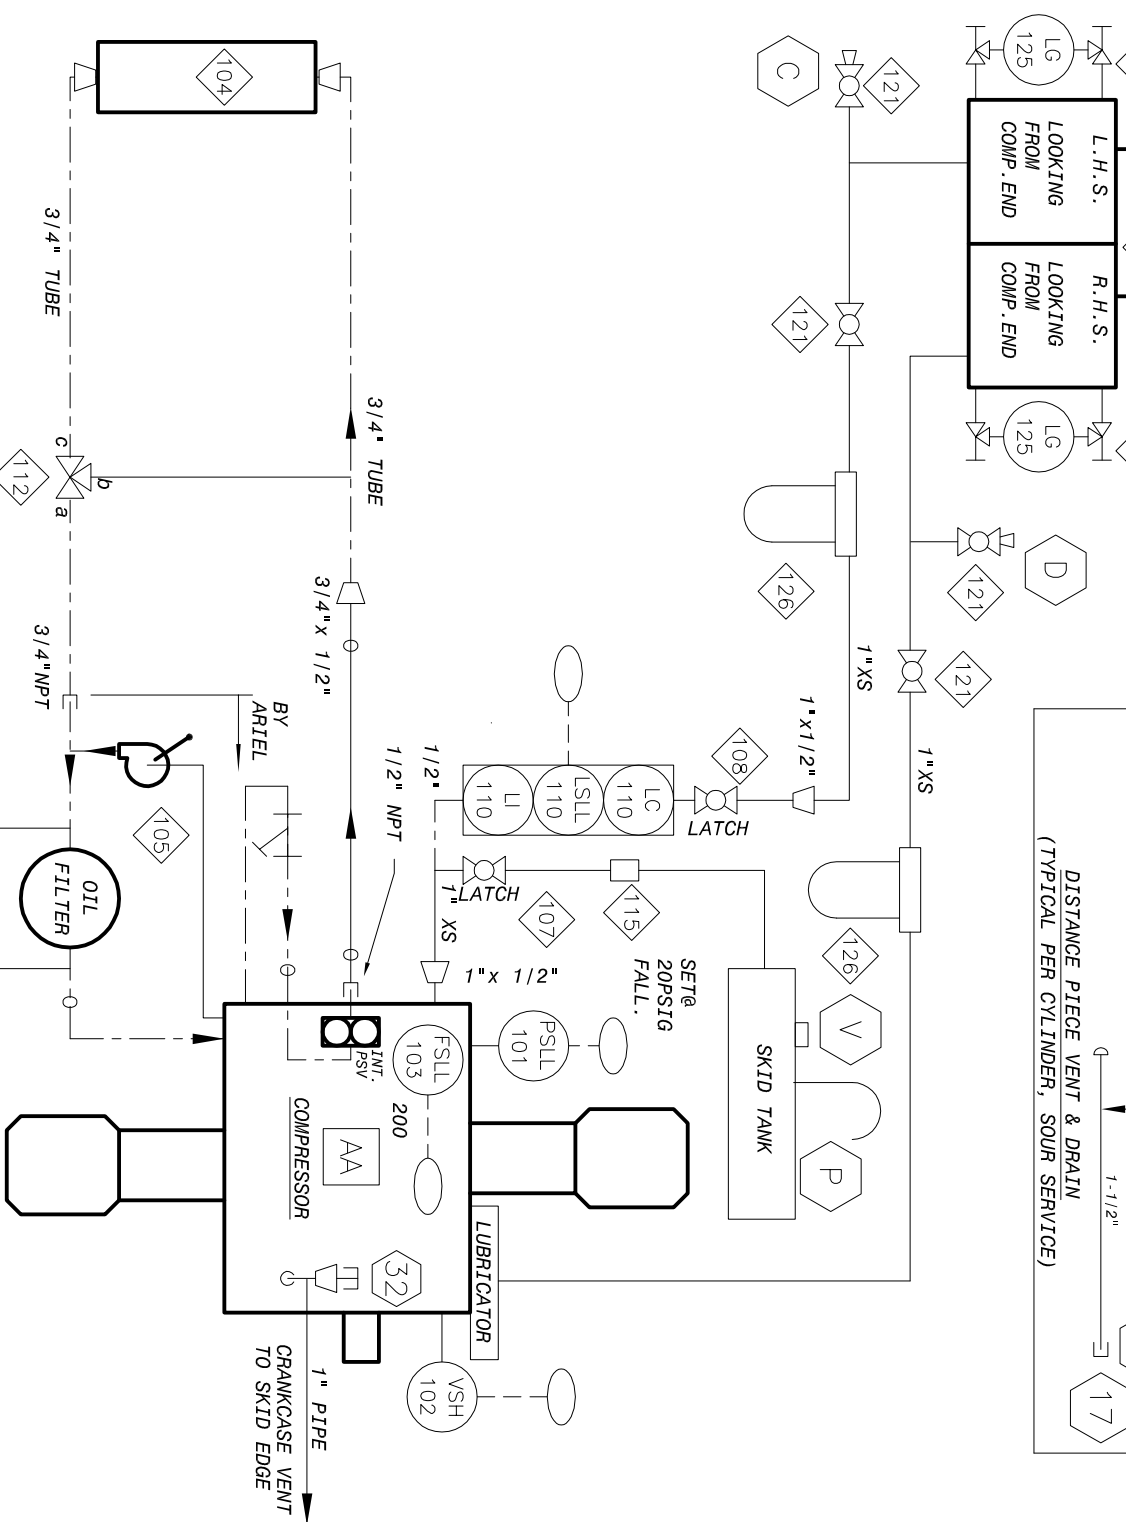 LG
125
L.H.S.
LOOKING
FROM
COMP.END
R.H.S.
LOOKING
FROM
COMP.END
LG
125
C
121
121
D
121
121
126
1"XS
1"XS
126
1"x1/2"
108
LATCH
LC
110
LSLL
110
LI
110
1/2"
LATCH
107
115
1" XS
1"x 1/2"
SET@
20PSIG
FALL.
V
SKID TANK
P
DISTANCE PIECE VENT & DRAIN
(TYPICAL PER CYLINDER, SOUR SERVICE)
1-1/2"
17
104
3/4" TUBE
3/4" TUBE
c
b
a
112
3/4"x 1/2"
3/4"NPT
BY
ARIEL
1/2" NPT
105
OIL
FILTER
PSLL
101
FSLL
103
INT.
PSV
200
AA
COMPRESSOR
LUBRICATOR
32
VSH
102
1" PIPE
CRANKCASE VENT
TO SKID EDGE